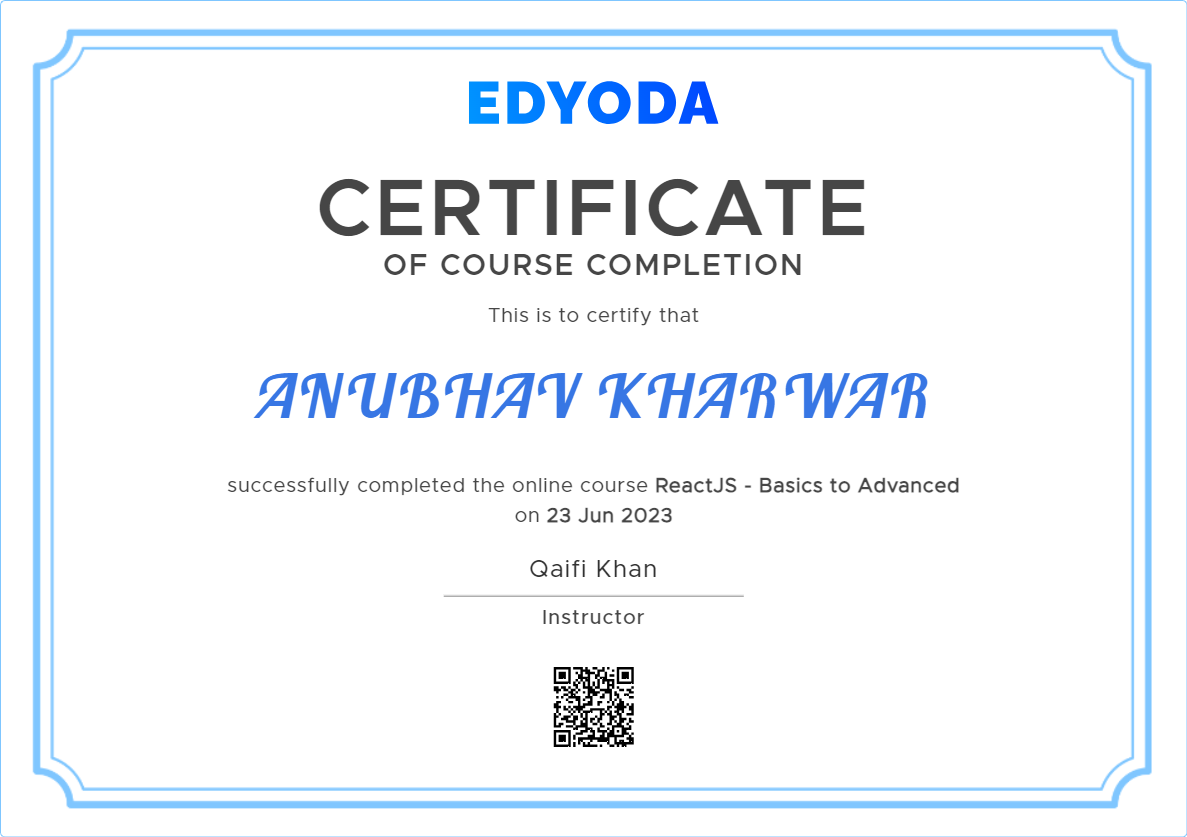 EDYODA
CERTIFICATE
OF COURSE COMPLETION
This is to certify that
ANUBHAV KHARWAR
successfully completed the online course ReactJS - Basics to Advanced
on 23 Jun 2023
Qaifi Khan
Instructor